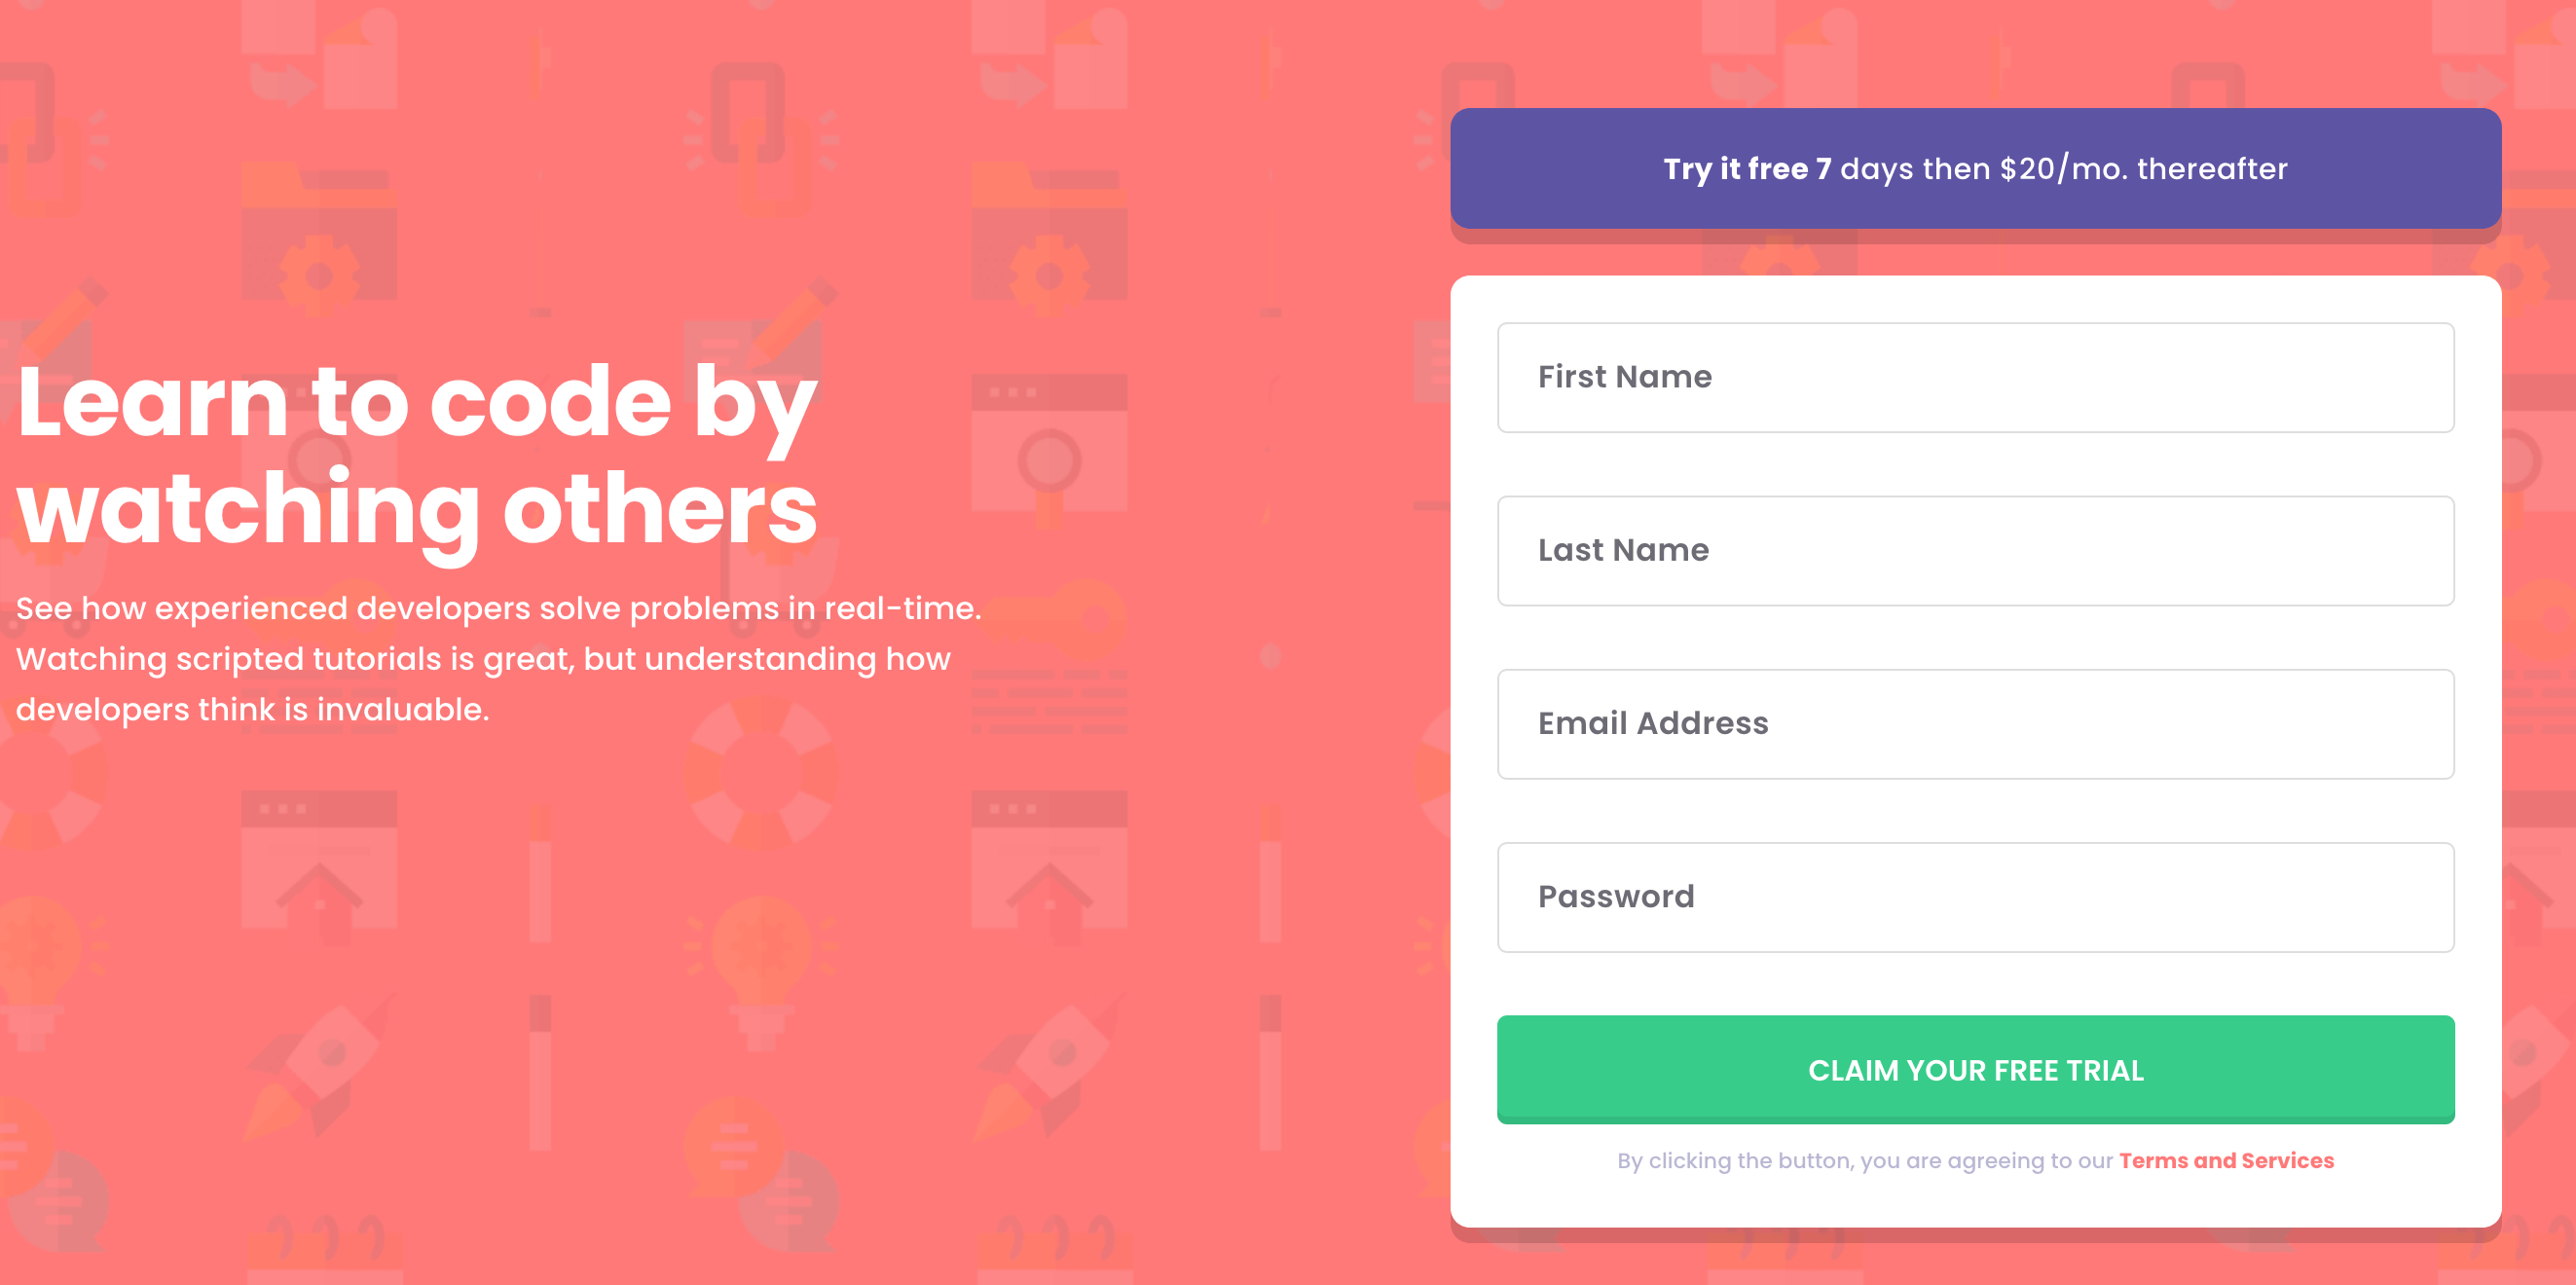 Learn to code by
watching others
See how experienced developers solve problems in real-time.
Watching scripted tutorials is great, but understanding how
developers think is invaluable.
Try it free 7 days then $20/mo. thereafter
First Name
Last Name
Email Address
Password
CLAIM YOUR FREE TRIAL
By clicking the button, you are agreeing to our Terms and Services